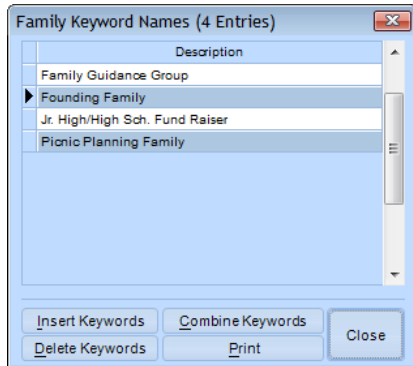 Family Keyword Names (4 Entries)
Description
Family Guidance Group
Founding Family
Jr. High/High Sch. Fund Raiser
Picnic Planning Family
Insert Keywords
Combine Keywords
Close
Delete Keywords
Print